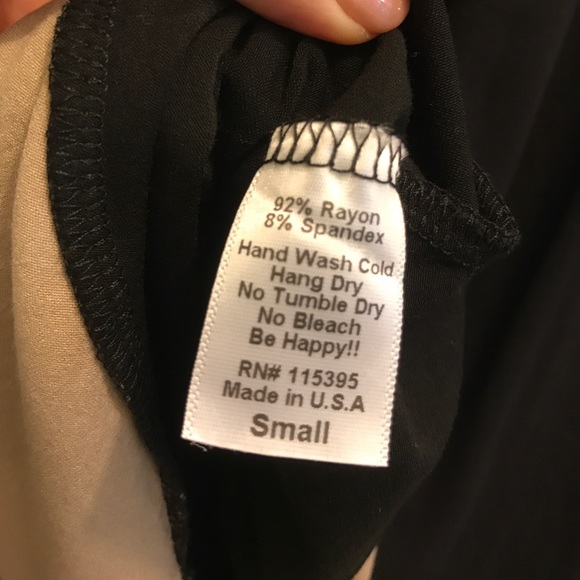 92% Rayon
8% Spandex
Hand Wash Cold
Hang Dry
No Tumble Dry
No Bleach
Be Happy!!
RN# 115395
Made in U.S.A
Small